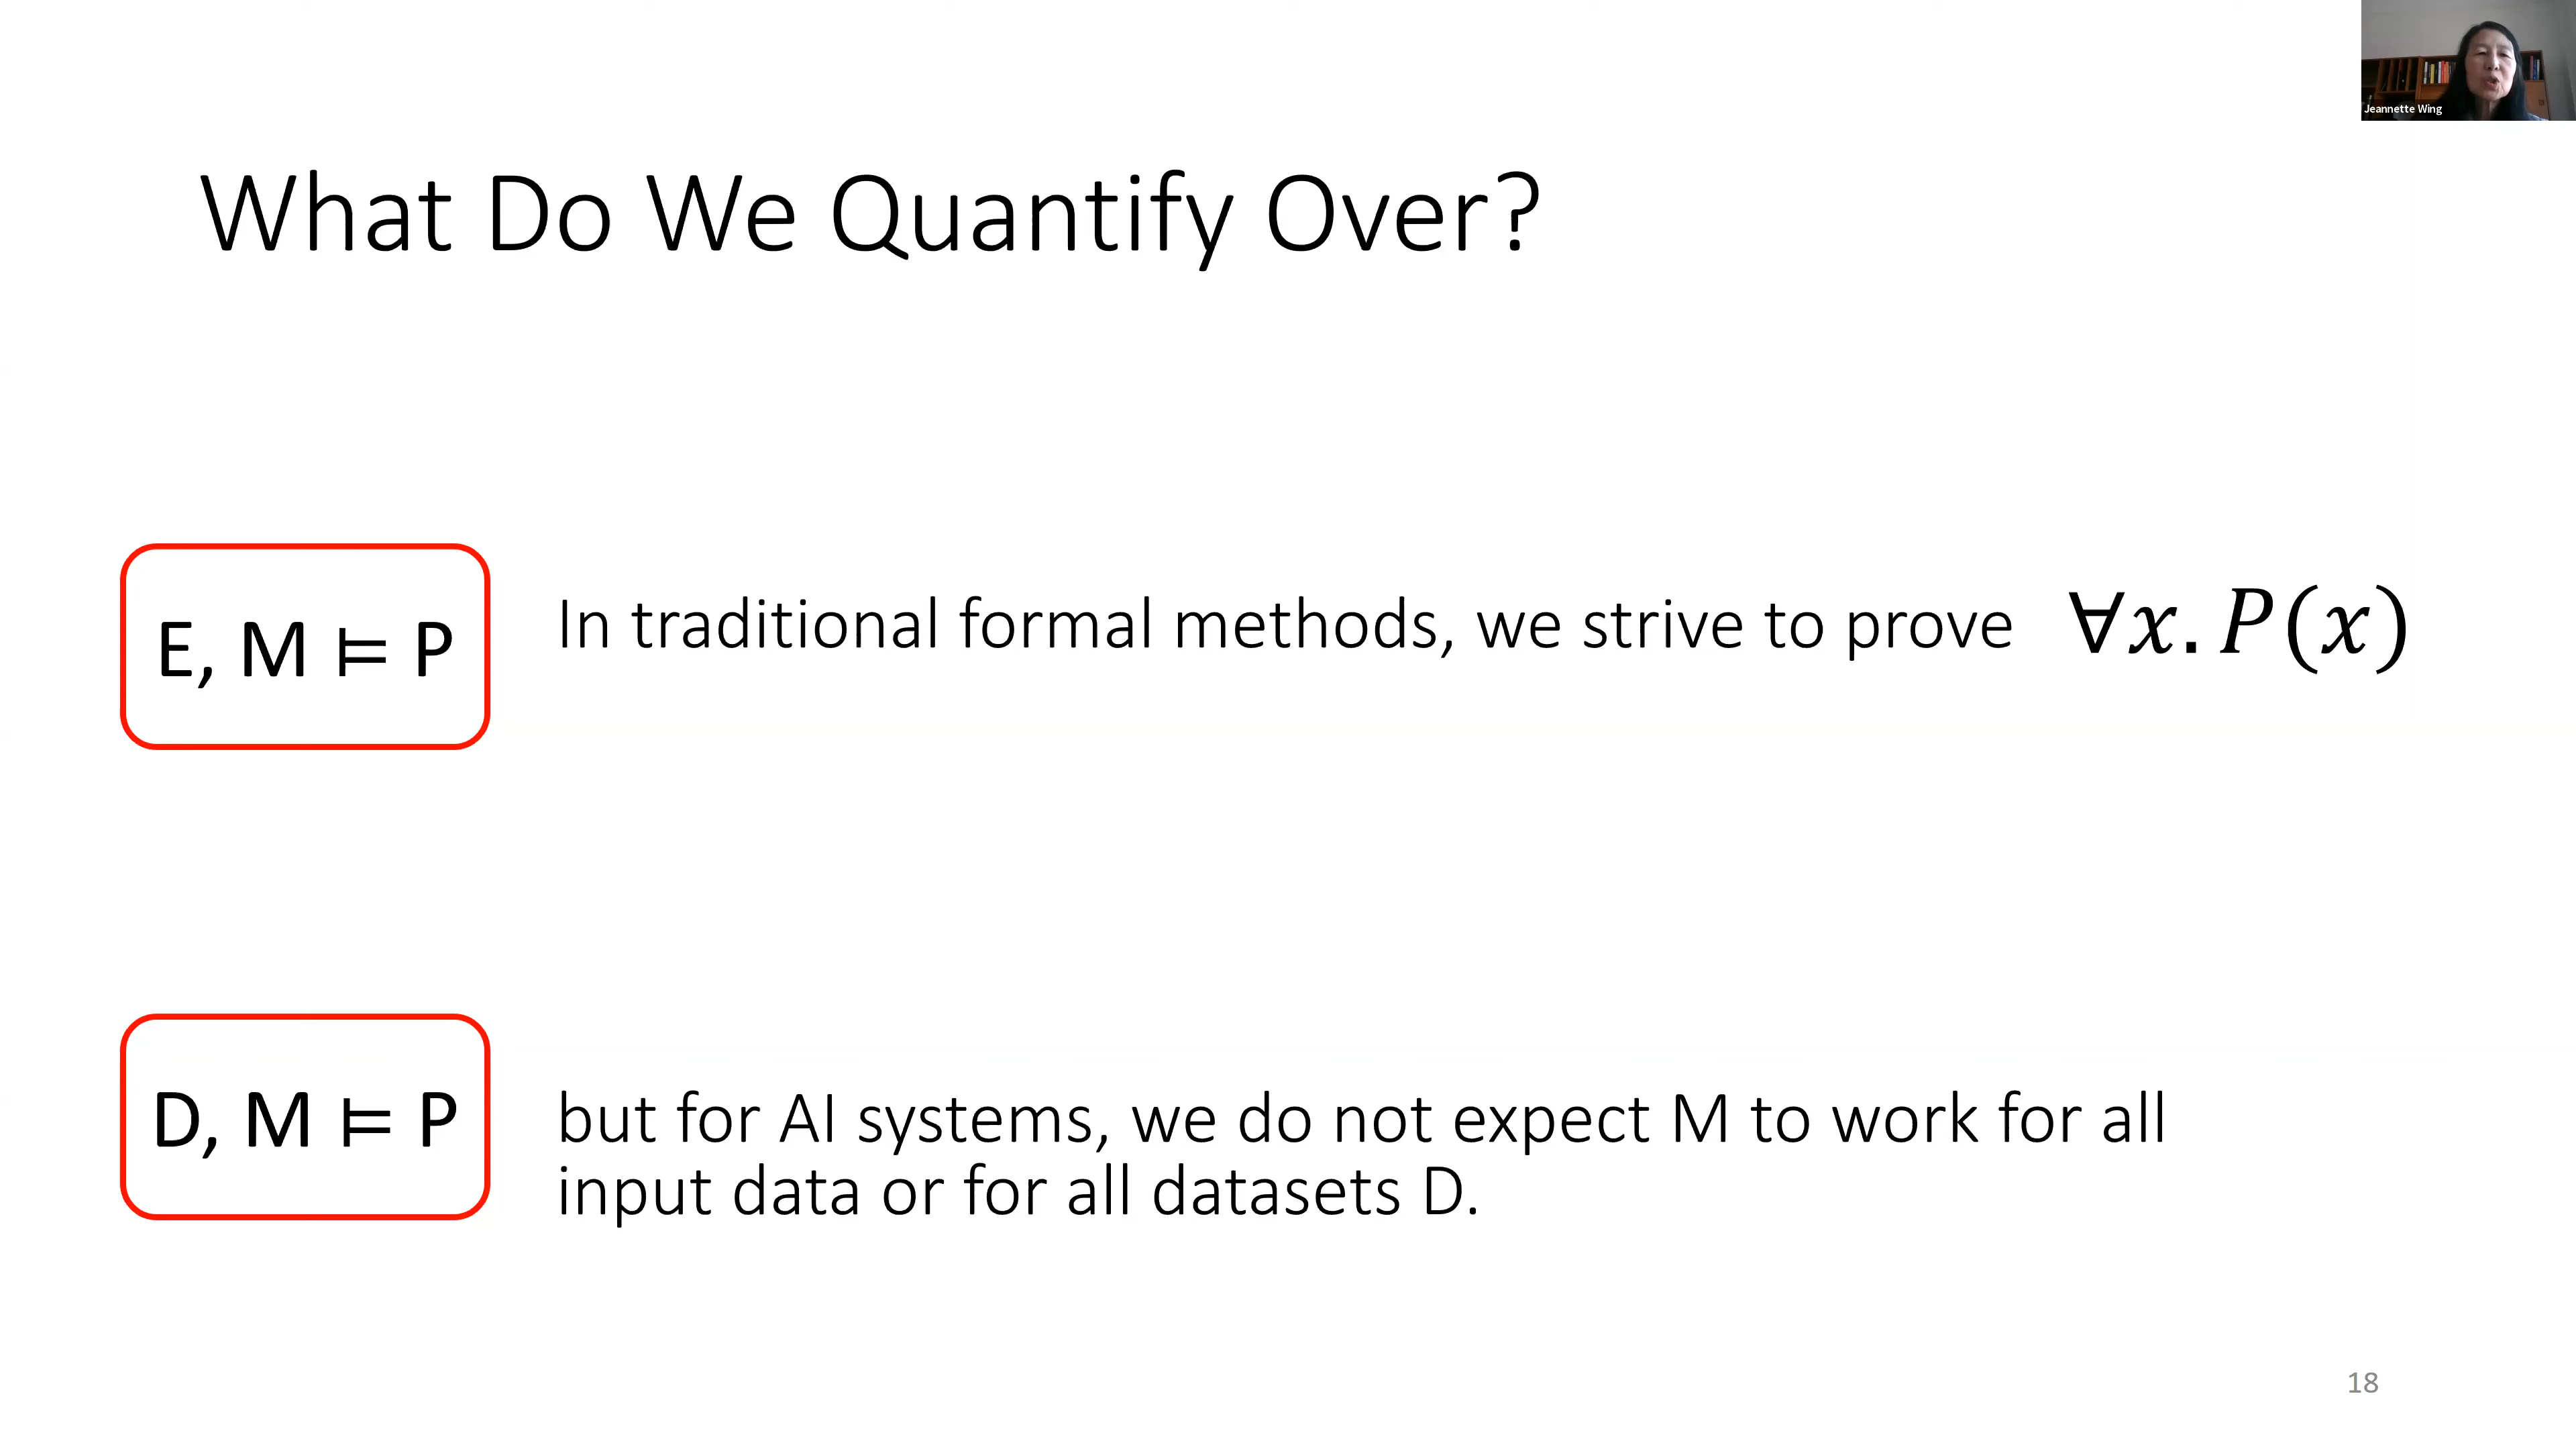 Jeannette Wing
What Do We Quantify Over?
E, M ⊨ P
In traditional formal methods, we strive to prove ∀x. P(x)
D, M ⊨ P
but for AI systems, we do not expect M to work for all
input data or for all datasets D.
18